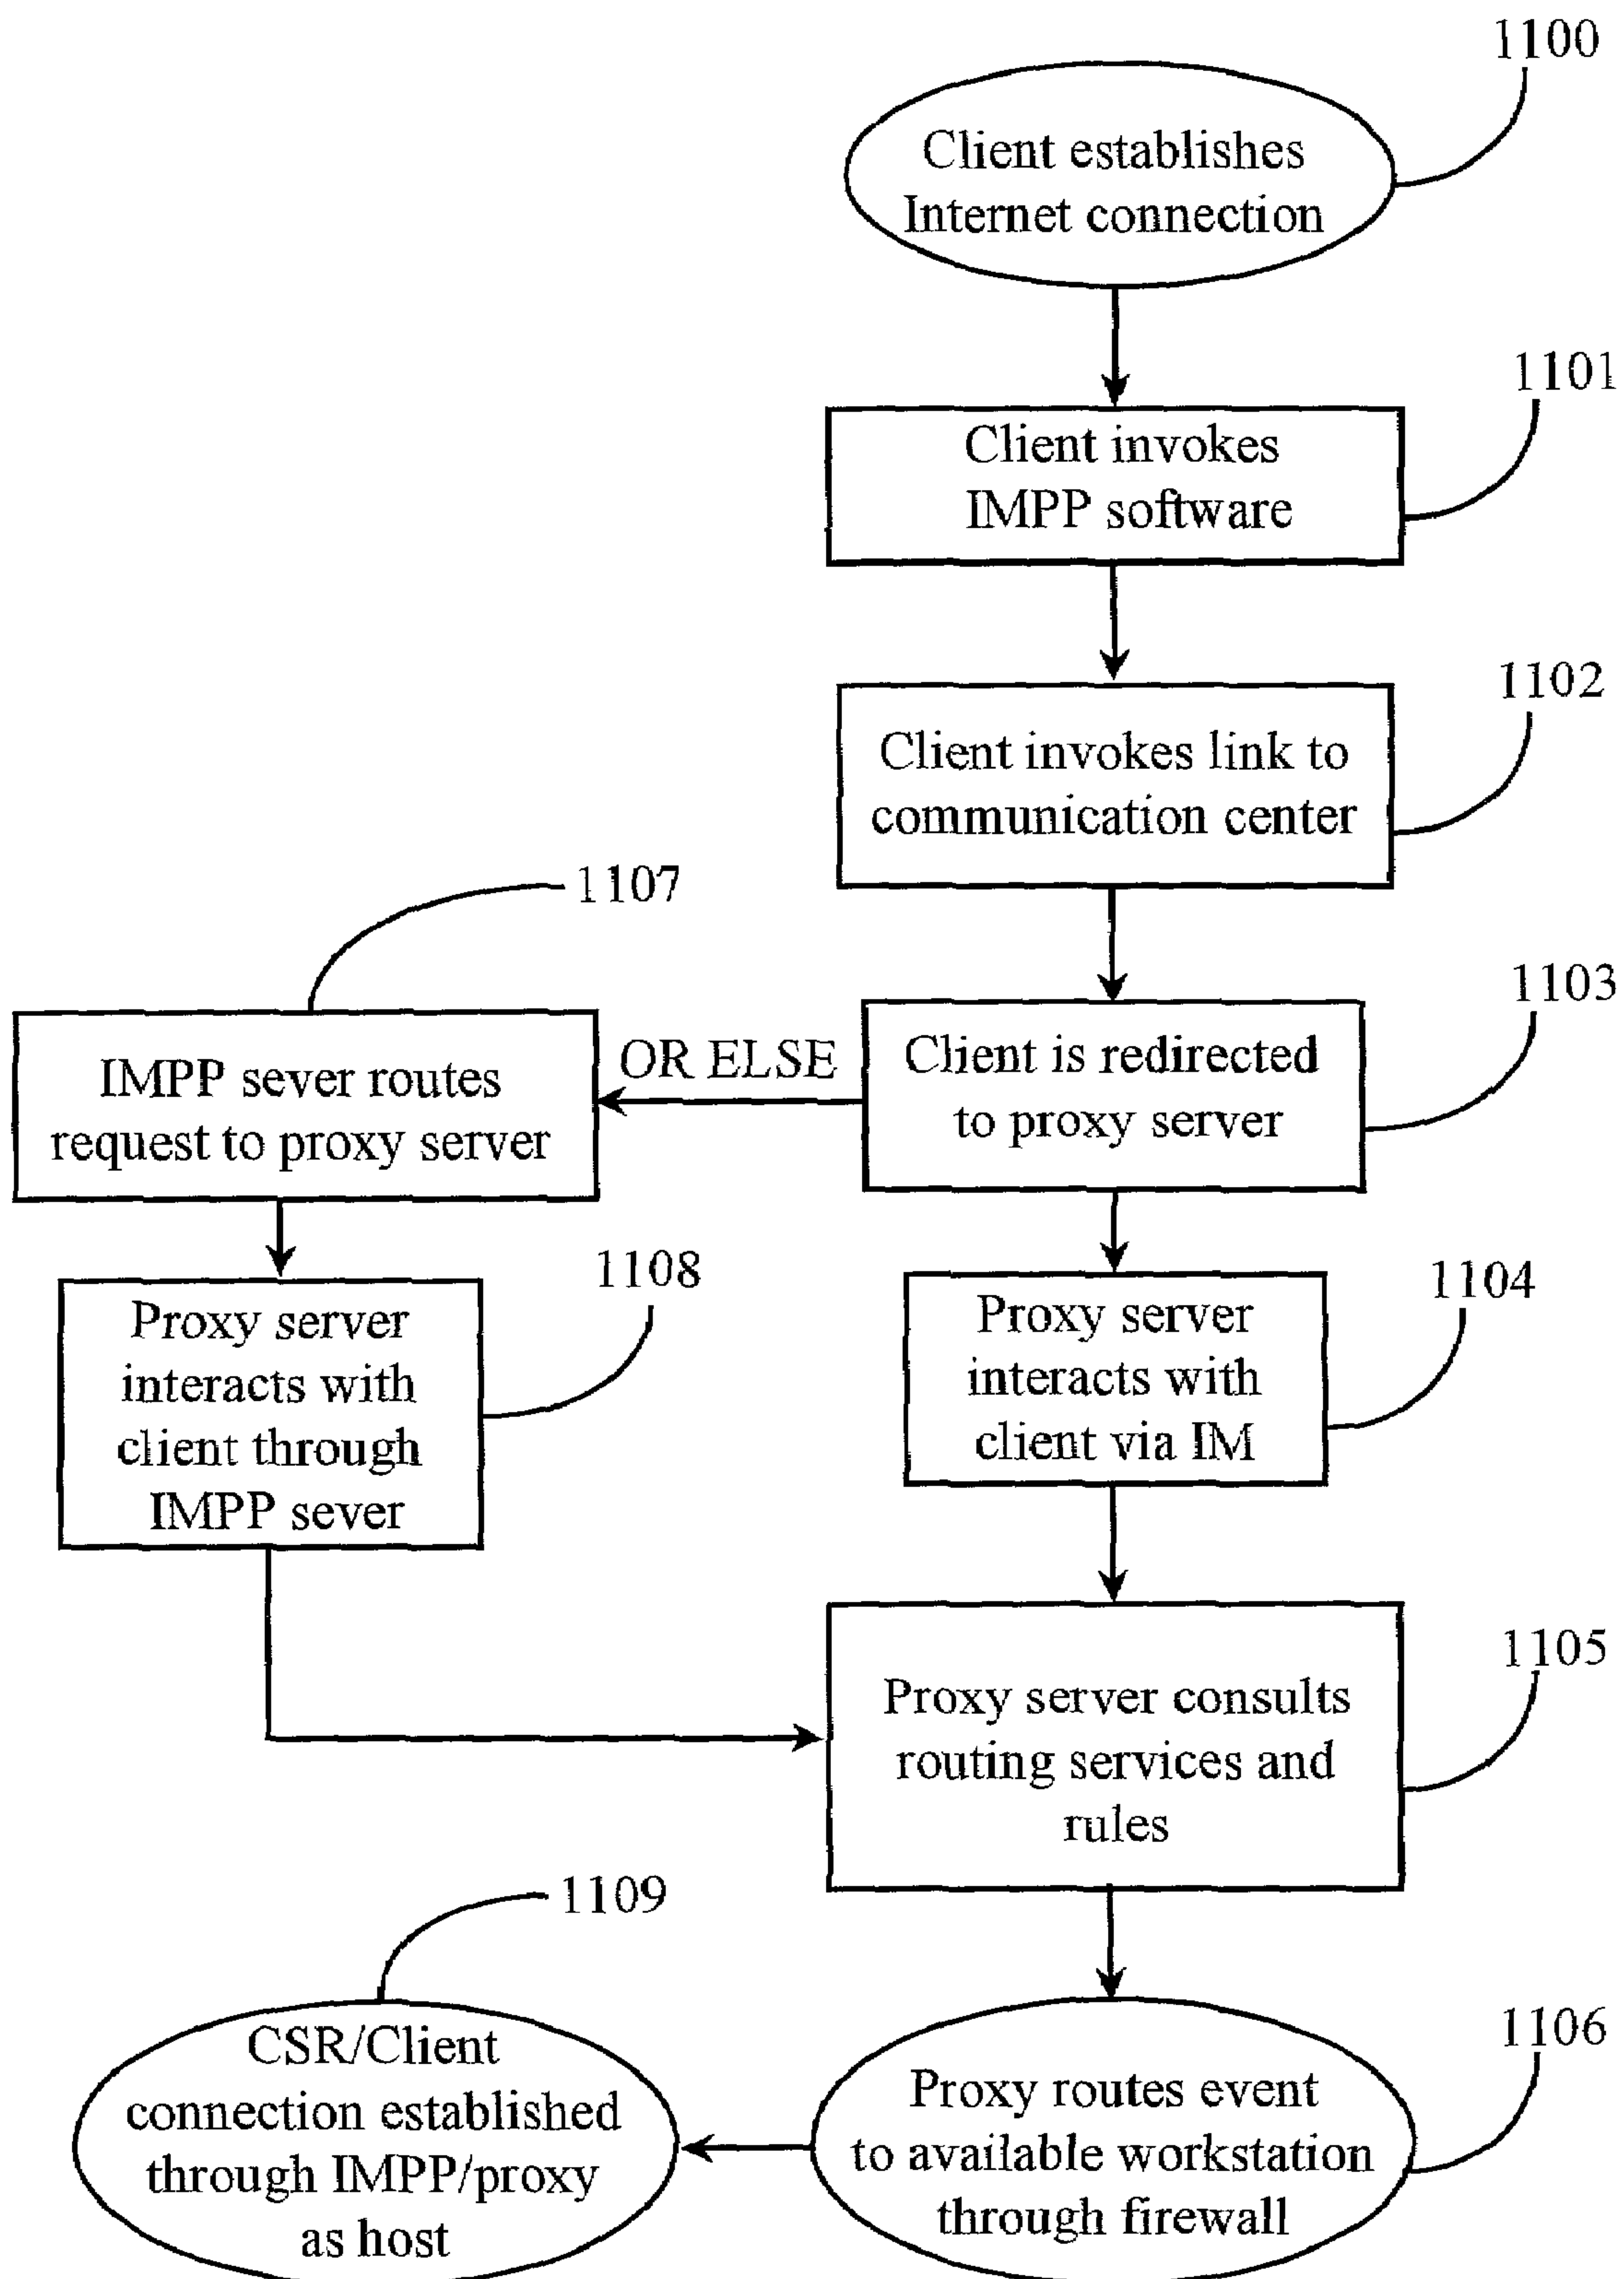 1100
Client establishes
Internet connection
1101
Client invokes
IMPP software
1102
Client invokes link to
communication center
1103
Client is redirected
to proxy server
OR ELSE
1107
IMPP sever routes
request to proxy server
1108
Proxy server
interacts with
client through
IMPP sever
1104
Proxy server
interacts with
client via IM
1105
Proxy server consults
routing services and
rules
1106
Proxy routes event
to available workstation
through firewall
1109
CSR/Client
connection established
through IMPP/proxy
as host